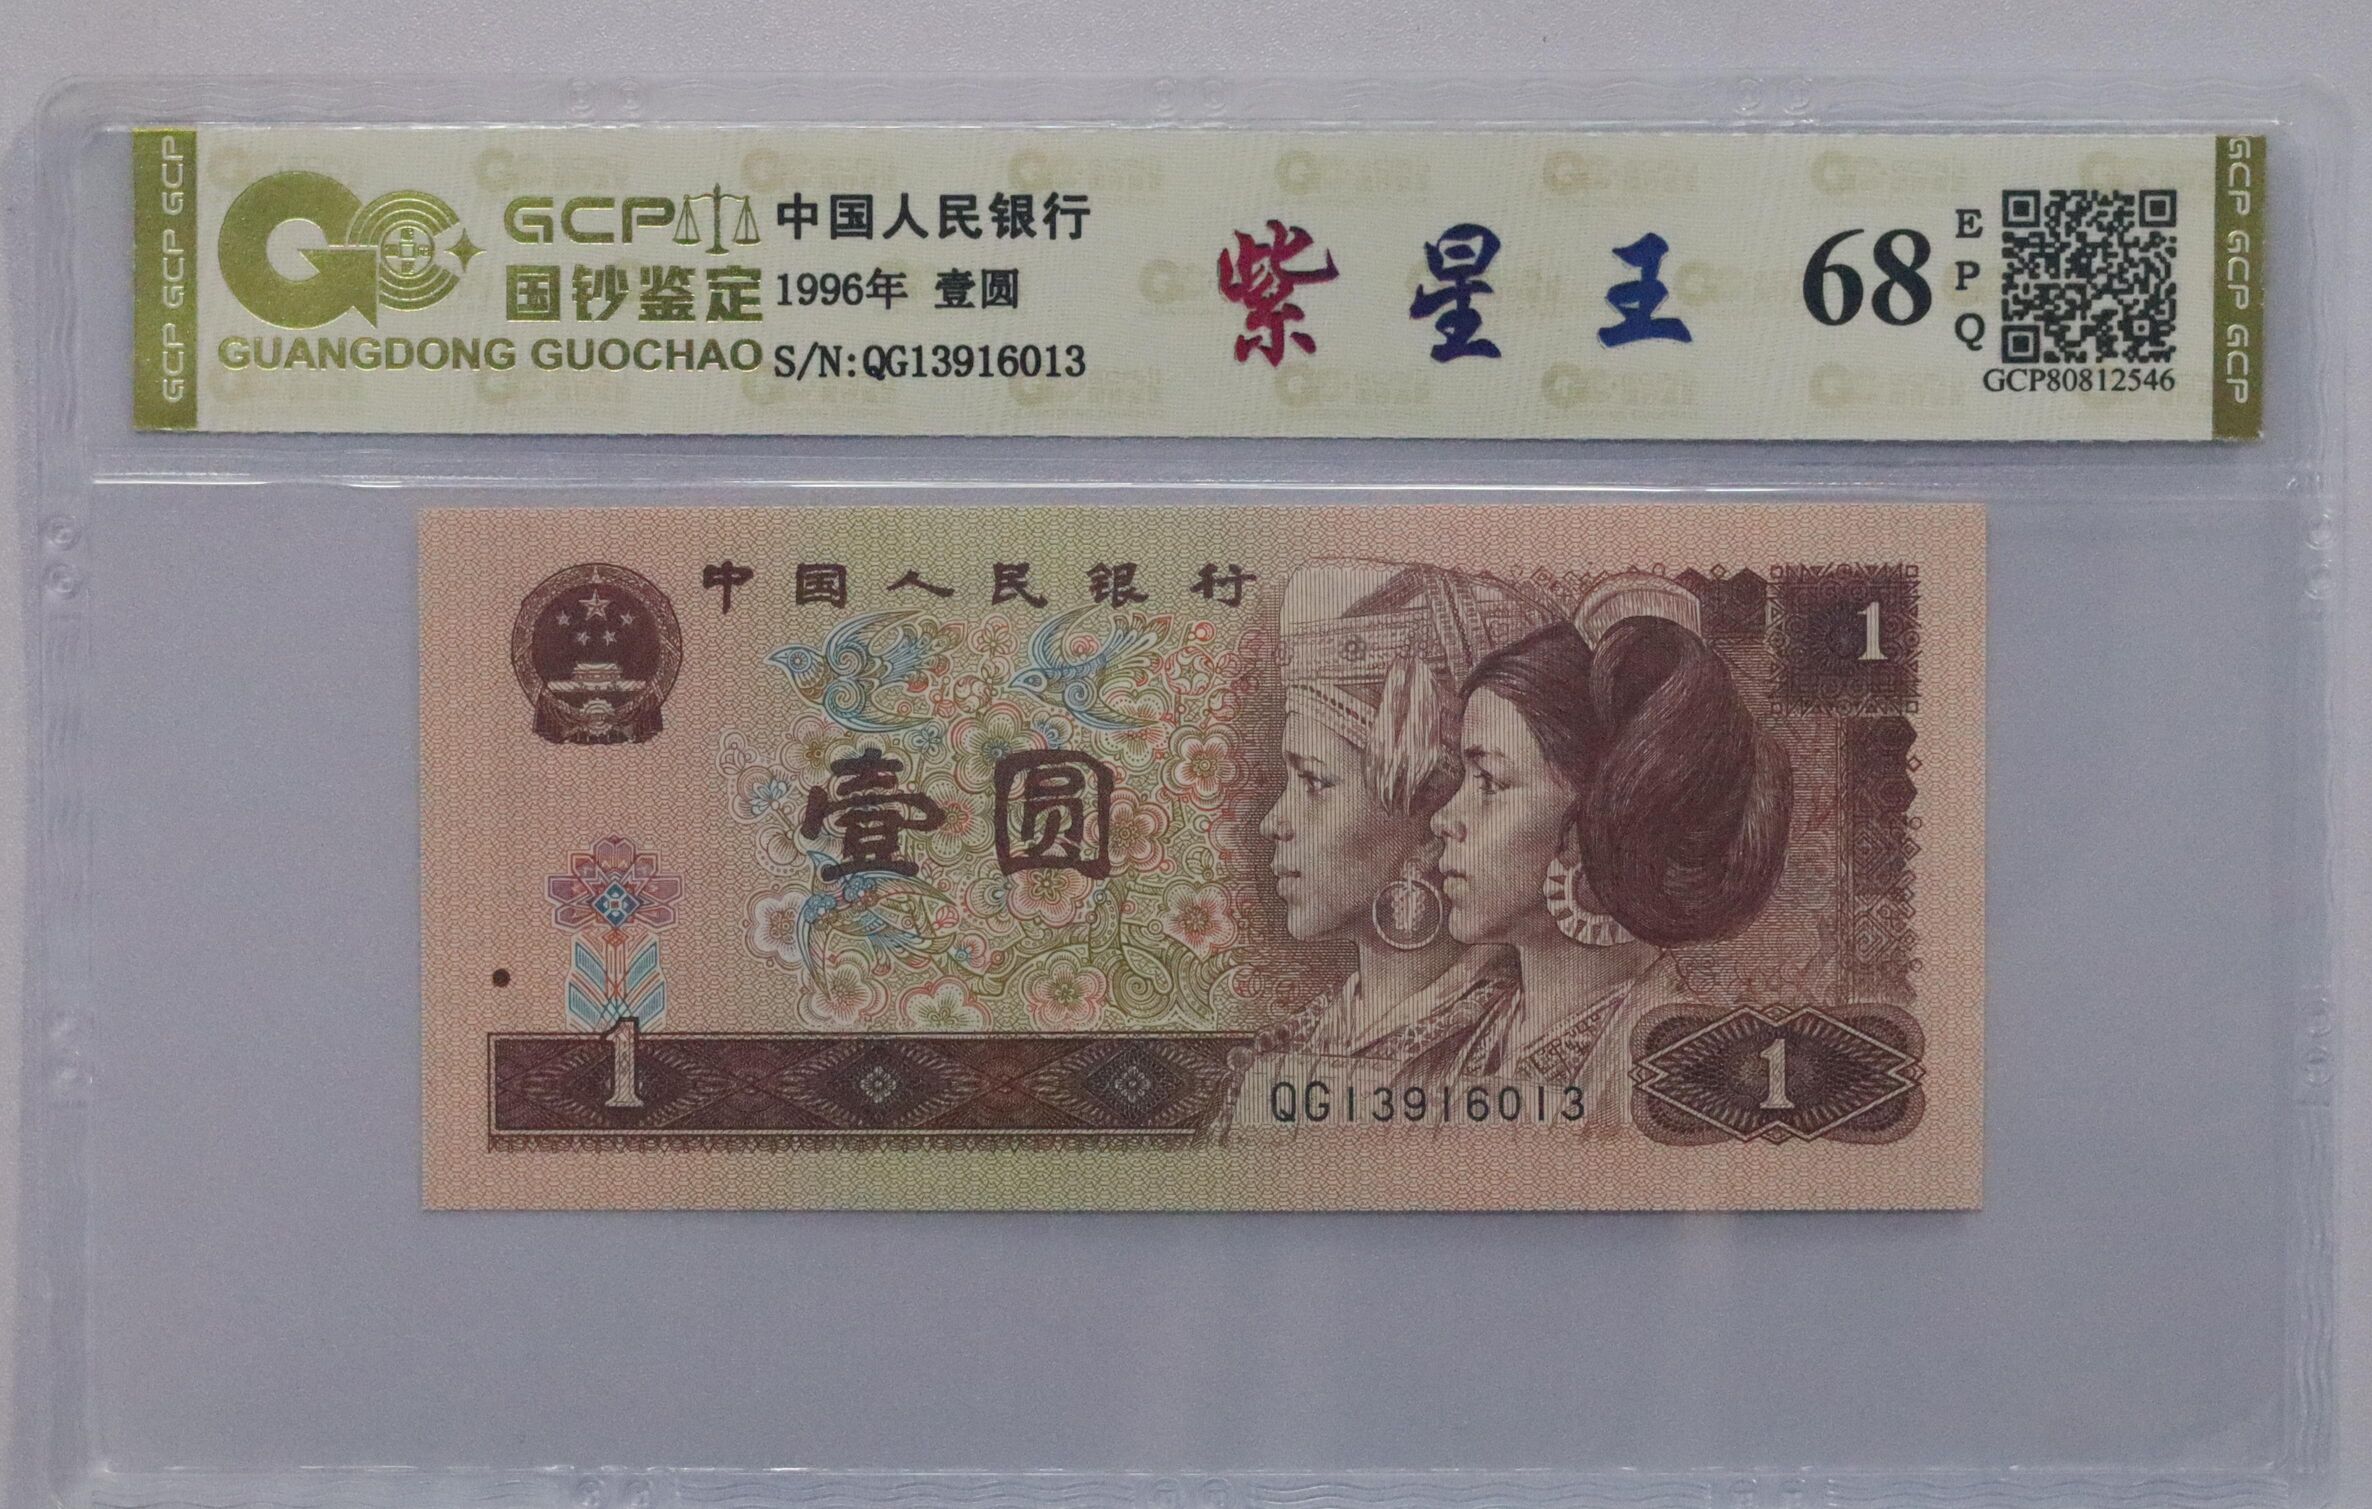 GCP GCP GCP
GCP
国钞鉴定
GUANGDONG GUOCHAO
中国人民银行
1996年 壹圆
S/N:QG13916013
紫星王
68
EPQ
GCP80812546
GCP GCP GCP
中国人民银行
1
壹圆
1
QG13916013
1